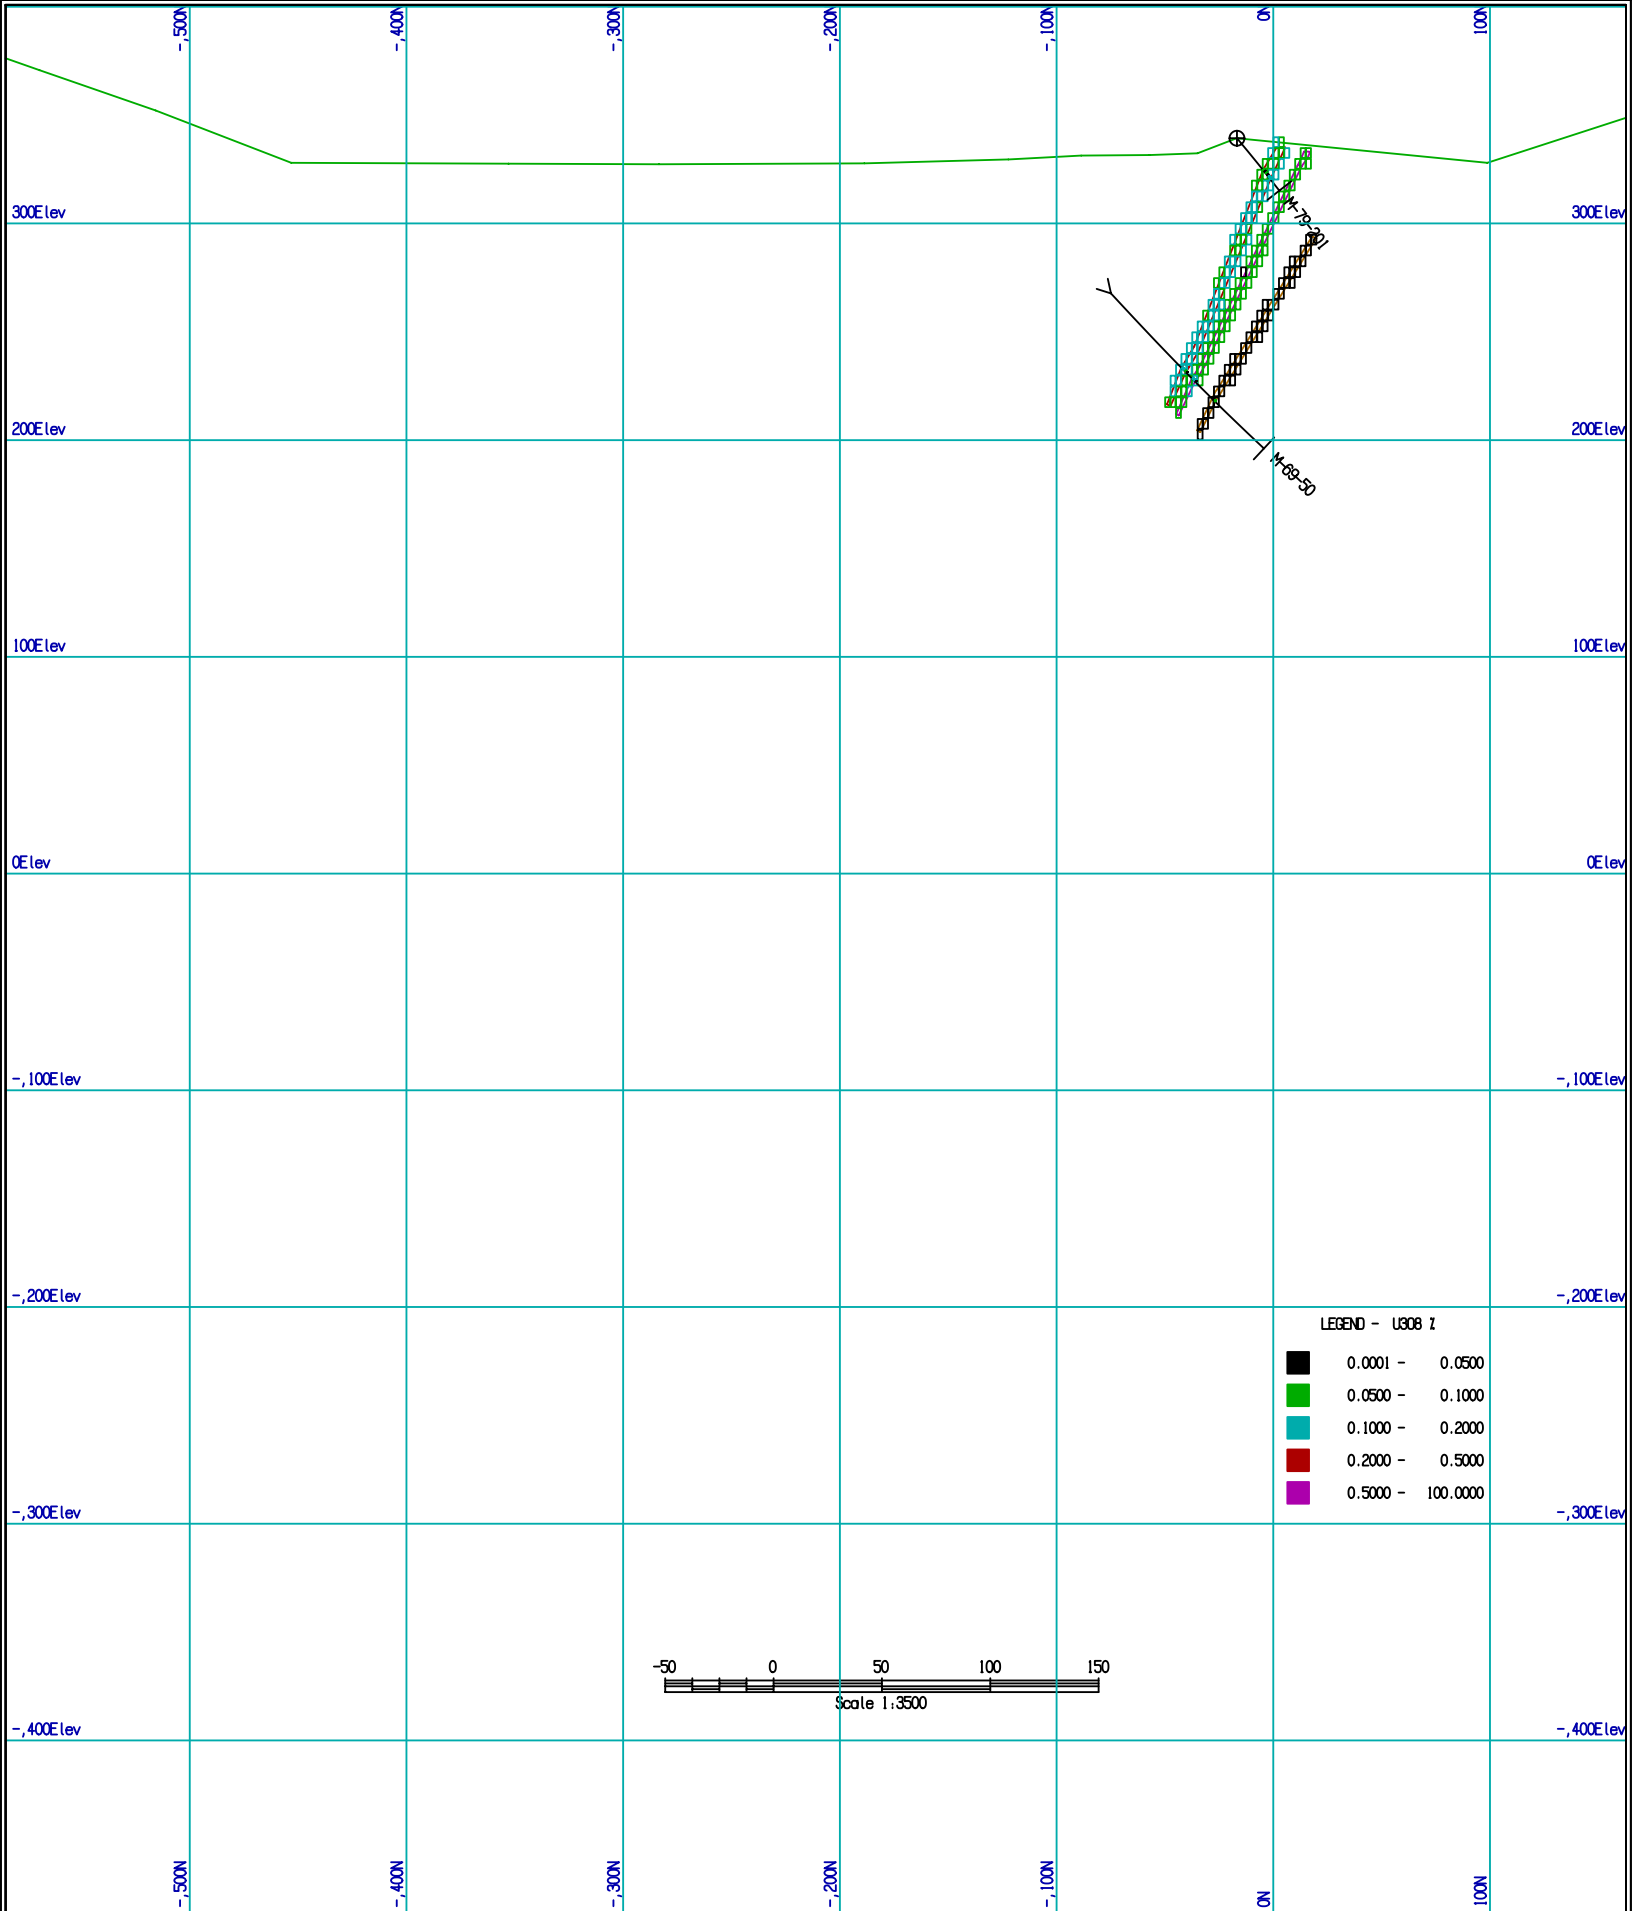 -,500N -,400N -,300N -,200N -,100N 0N 100N
300Elev 300Elev
M-79-201
200Elev 200Elev
M-69-50
100Elev 100Elev
0Elev 0Elev
-,100Elev -,100Elev
-,200Elev -,200Elev
LEGEND - U3O8 %
0.0001 - 0.0500
0.0500 - 0.1000
0.1000 - 0.2000
0.2000 - 0.5000
0.5000 - 100.0000
-,300Elev -,300Elev
-50 0 50 100 150
Scale 1:3500
-,400Elev -,400Elev
-,500N -,400N -,300N -,200N -,100N 0N 100N